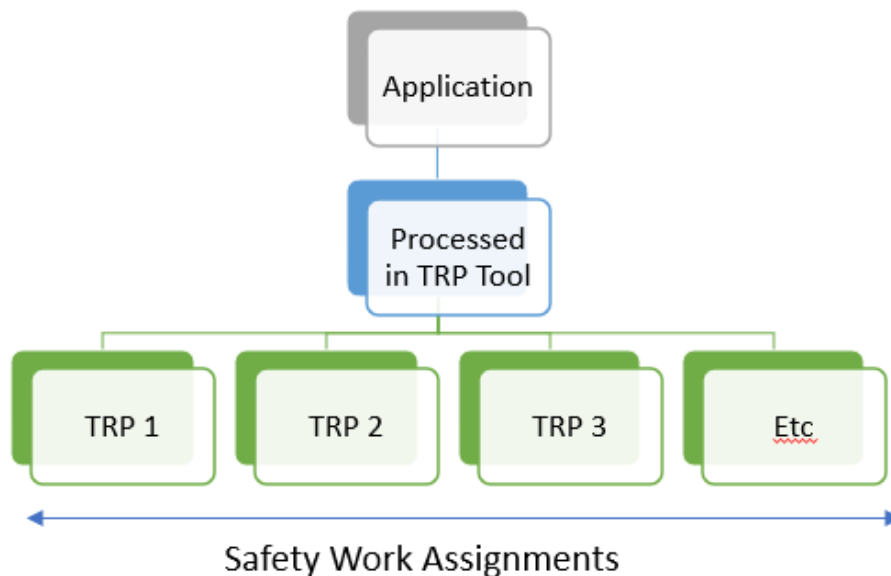 Application
Processed
in TRP Tool
TRP 1
TRP 2
TRP 3
Etc
Safety Work Assignments